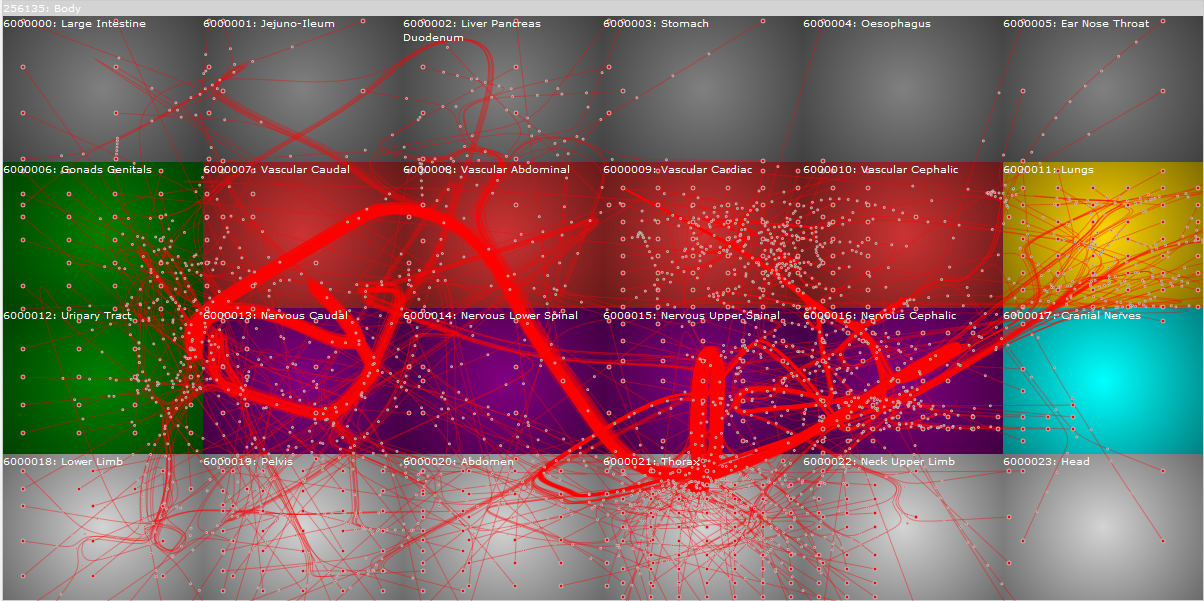 256135: Body
6000000: Large Intestine
6000001: Jejuno-Ileum
6000002: Liver Pancreas
Duodenum
6000003: Stomach
6000004: Oesophagus
6000005: Ear Nose Throat
6000006: Gonads Genitals
6000007: Vascular Caudal
6000008: Vascular Abdominal
6000009: Vascular Cardiac
6000010: Vascular Cephalic
6000011: Lungs
6000012: Urinary Tract
6000013: Nervous Caudal
6000014: Nervous Lower Spinal
6000015: Nervous Upper Spinal
6000016: Nervous Cephalic
6000017: Cranial Nerves
6000018: Lower Limb
6000019: Pelvis
6000020: Abdomen
6000021: Thorax
6000022: Neck Upper Limb
6000023: Head